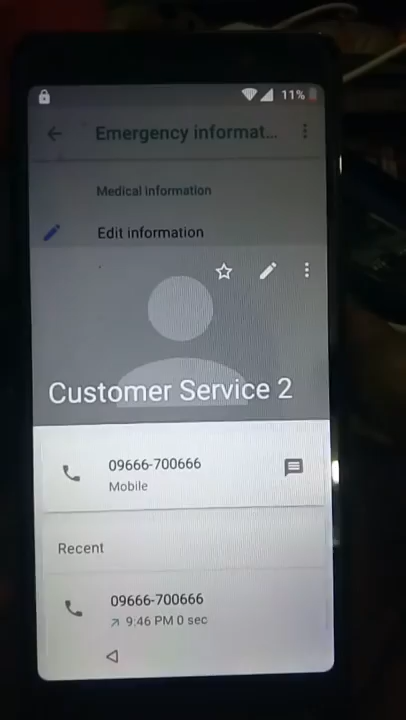 11%
Emergency informat...
Medical information
Edit information
Customer Service 2
09666-700666
Mobile
Recent
09666-700666
9:46 PM 0 sec